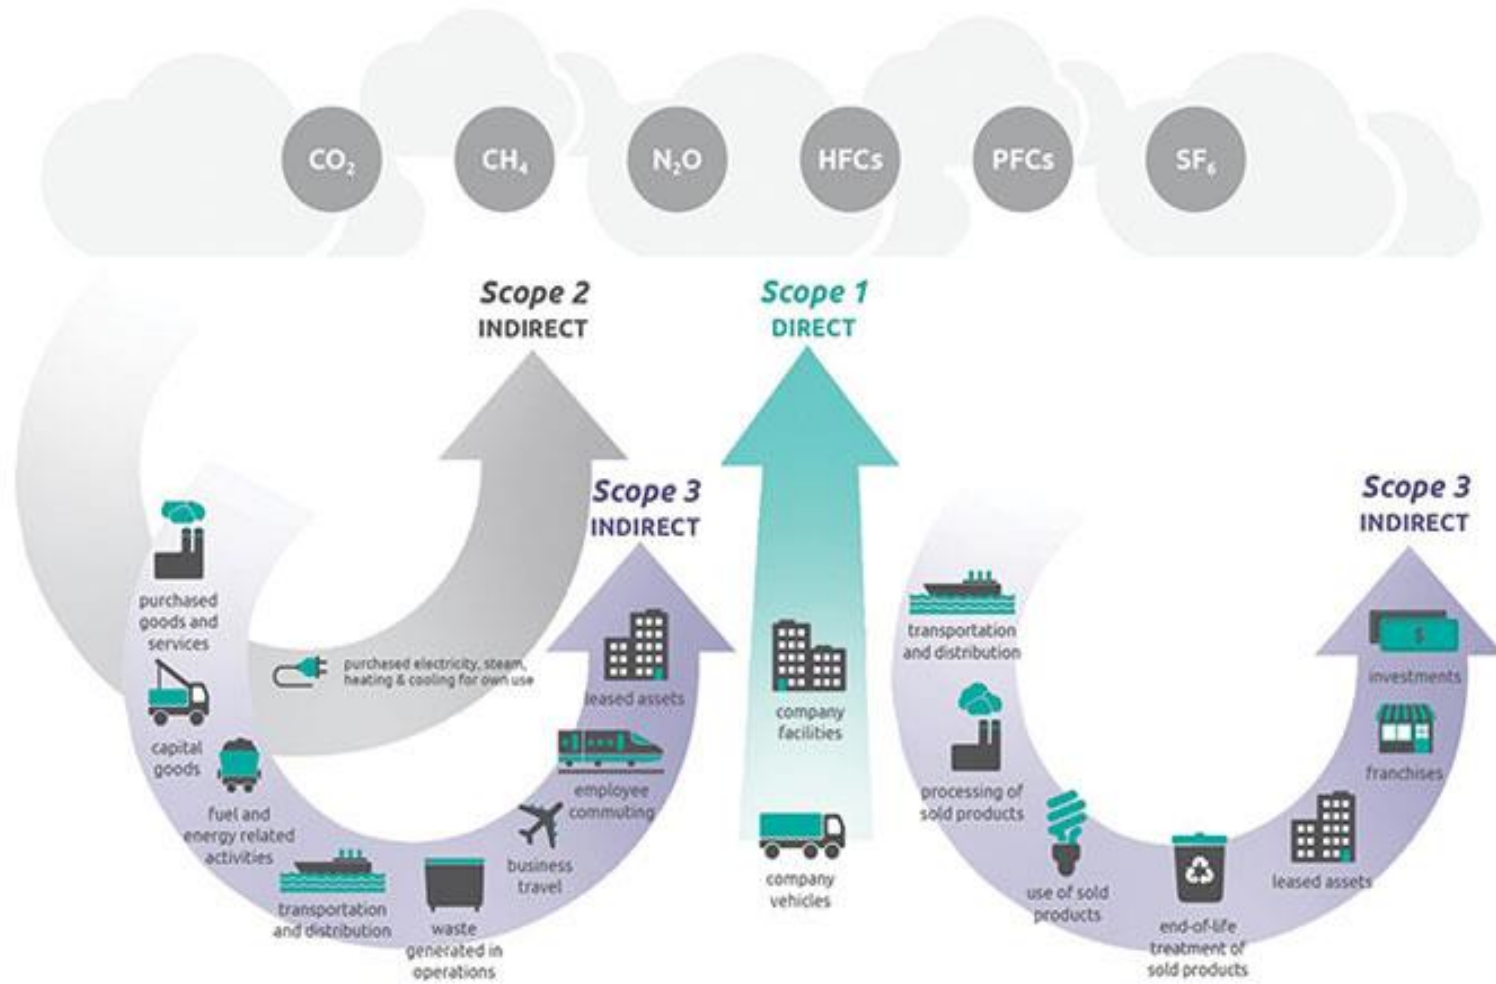 CO₂
CH₄
N₂O
HFCs
PFCs
SF₆
Scope 2
INDIRECT
Scope 1
DIRECT
Scope 3
INDIRECT
Scope 3
INDIRECT
purchased
goods and
services
capital
goods
fuel and
energy related
activities
transportation
and distribution
waste
generated in
operations
business
travel
employee
commuting
leased assets
purchased electricity, steam,
heating & cooling for own use
company
facilities
company
vehicles
transportation
and distribution
processing of
sold products
use of sold
products
end-of-life
treatment of
sold products
leased assets
franchises
$
investments